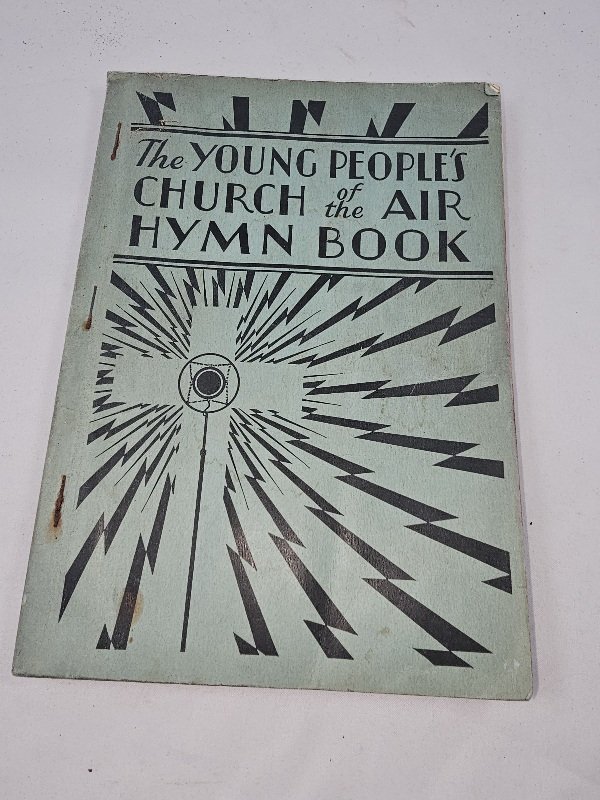 The YOUNG PEOPLE'S
CHURCH of the AIR
HYMN BOOK